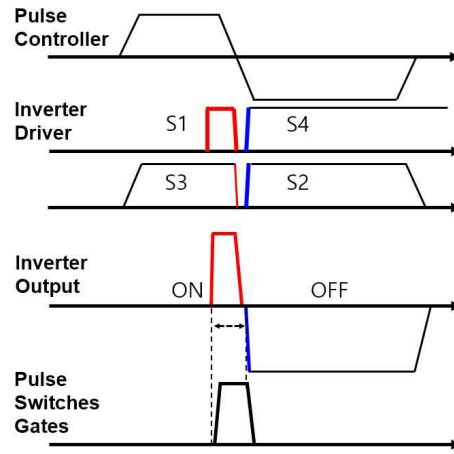 Pulse
Controller
Inverter
Driver
S1
S4
S3
S2
Inverter
Output
ON
OFF
Pulse
Switches
Gates